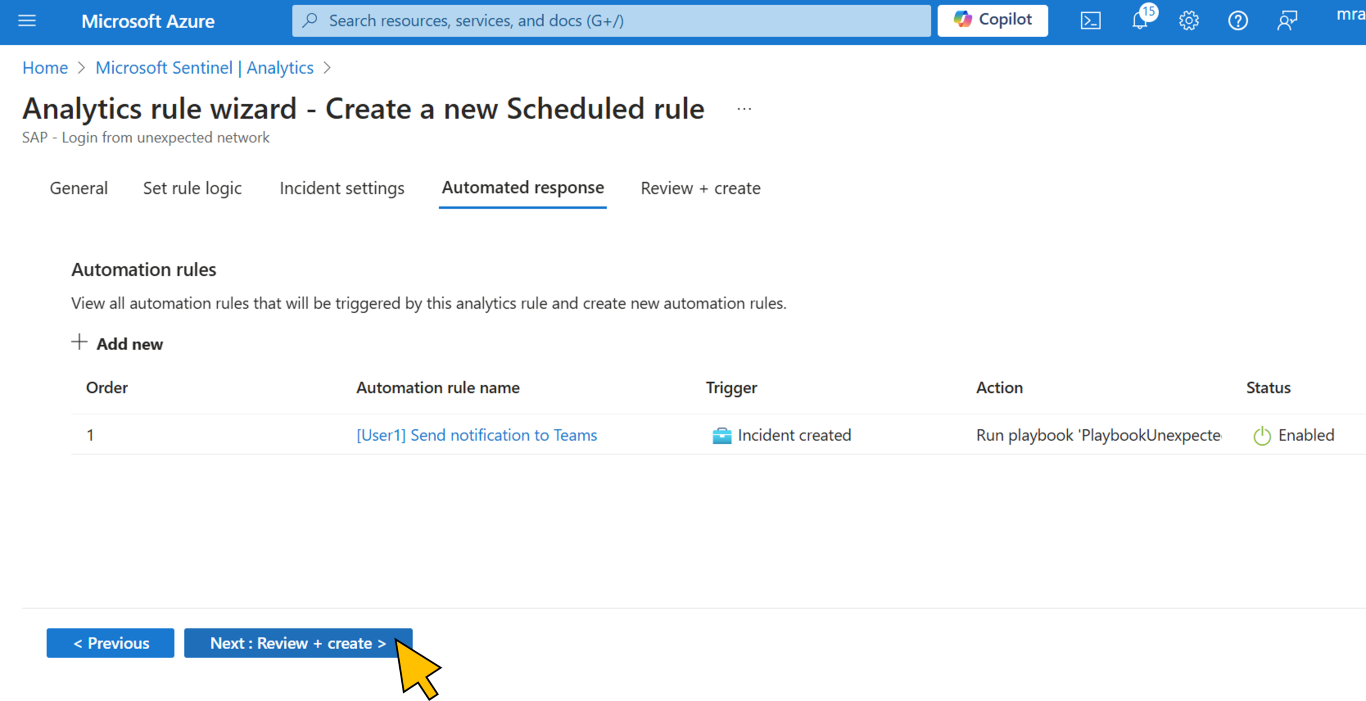 Microsoft Azure
Search resources, services, and docs (G+/)
Copilot
15
mra
Home > Microsoft Sentinel | Analytics >
Analytics rule wizard - Create a new Scheduled rule ...
SAP - Login from unexpected network
General Set rule logic Incident settings Automated response Review + create
Automation rules
View all automation rules that will be triggered by this analytics rule and create new automation rules.
+ Add new
Order Automation rule name Trigger Action Status
1 [User1] Send notification to Teams Incident created Run playbook 'PlaybookUnexpecte Enabled
< Previous Next : Review + create >